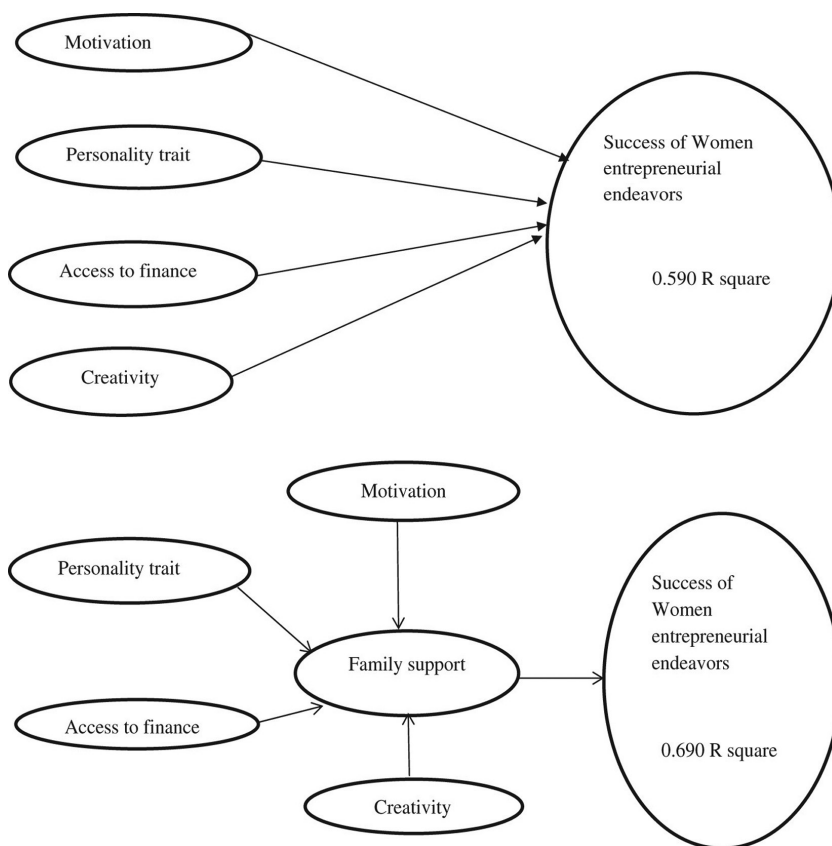 Motivation
Personality trait
Access to finance
Creativity
Success of Women
entrepreneurial
endeavors
0.590 R square
Motivation
Personality trait
Family support
Access to finance
Creativity
Success of
Women
entrepreneurial
endeavors
0.690 R square